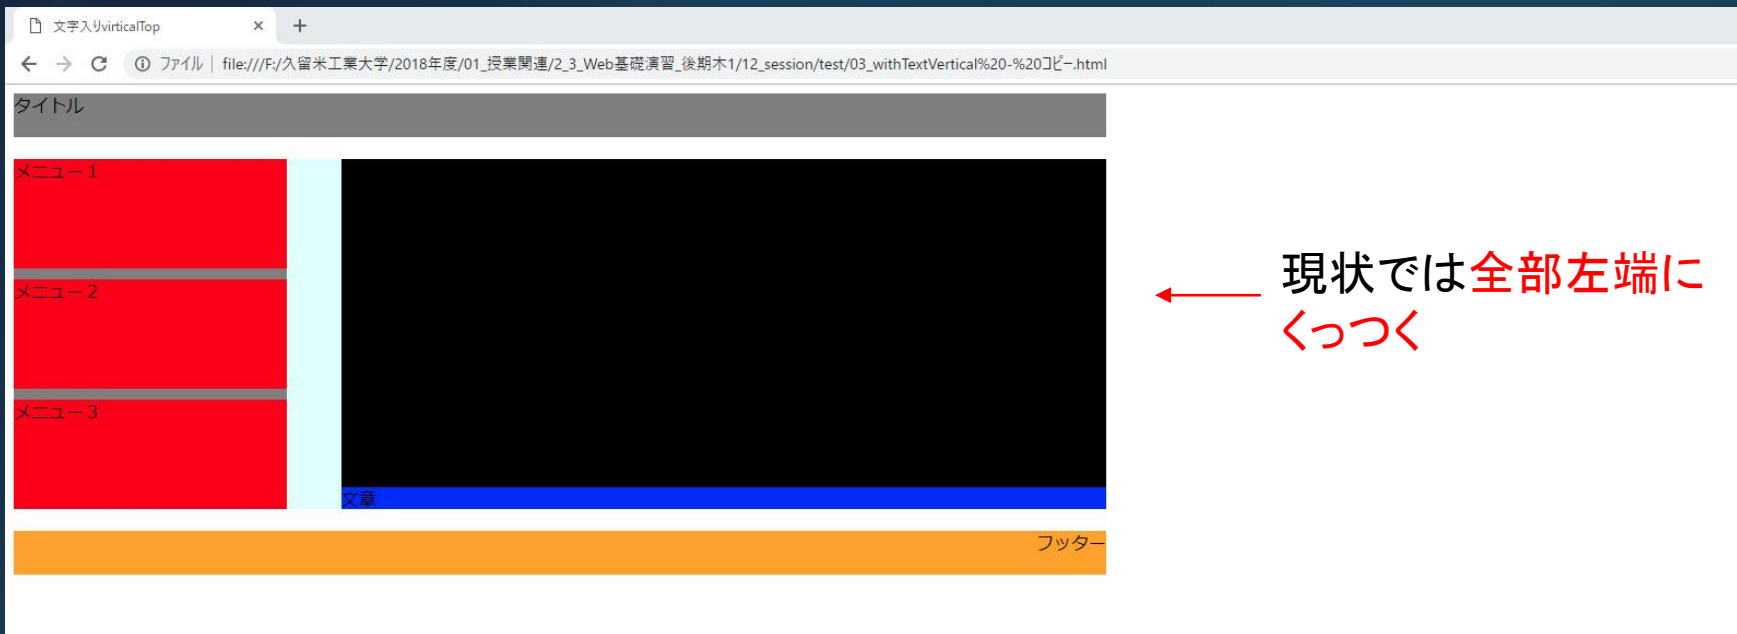 文字入りvirticalTop
ファイル | file:///F:/久留米工業大学/2018年度/01_授業関連/2_3_Web基礎演習_後期木1/12_session/test/03_withTextVertical%20-%20コピー.html
タイトル
メニュー1
メニュー2
メニュー3
文章
フッター
現状では全部左端に
くっつく